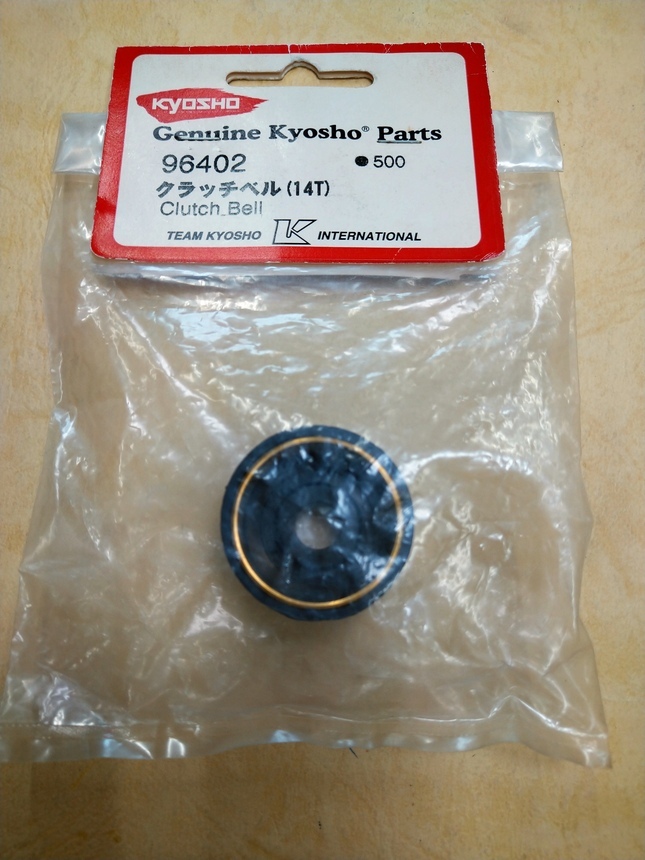 KYOSHO
Genuine Kyosho® Parts
96402 ●500
クラッチベル(14T)
Clutch Bell
TEAM KYOSHO K INTERNATIONAL